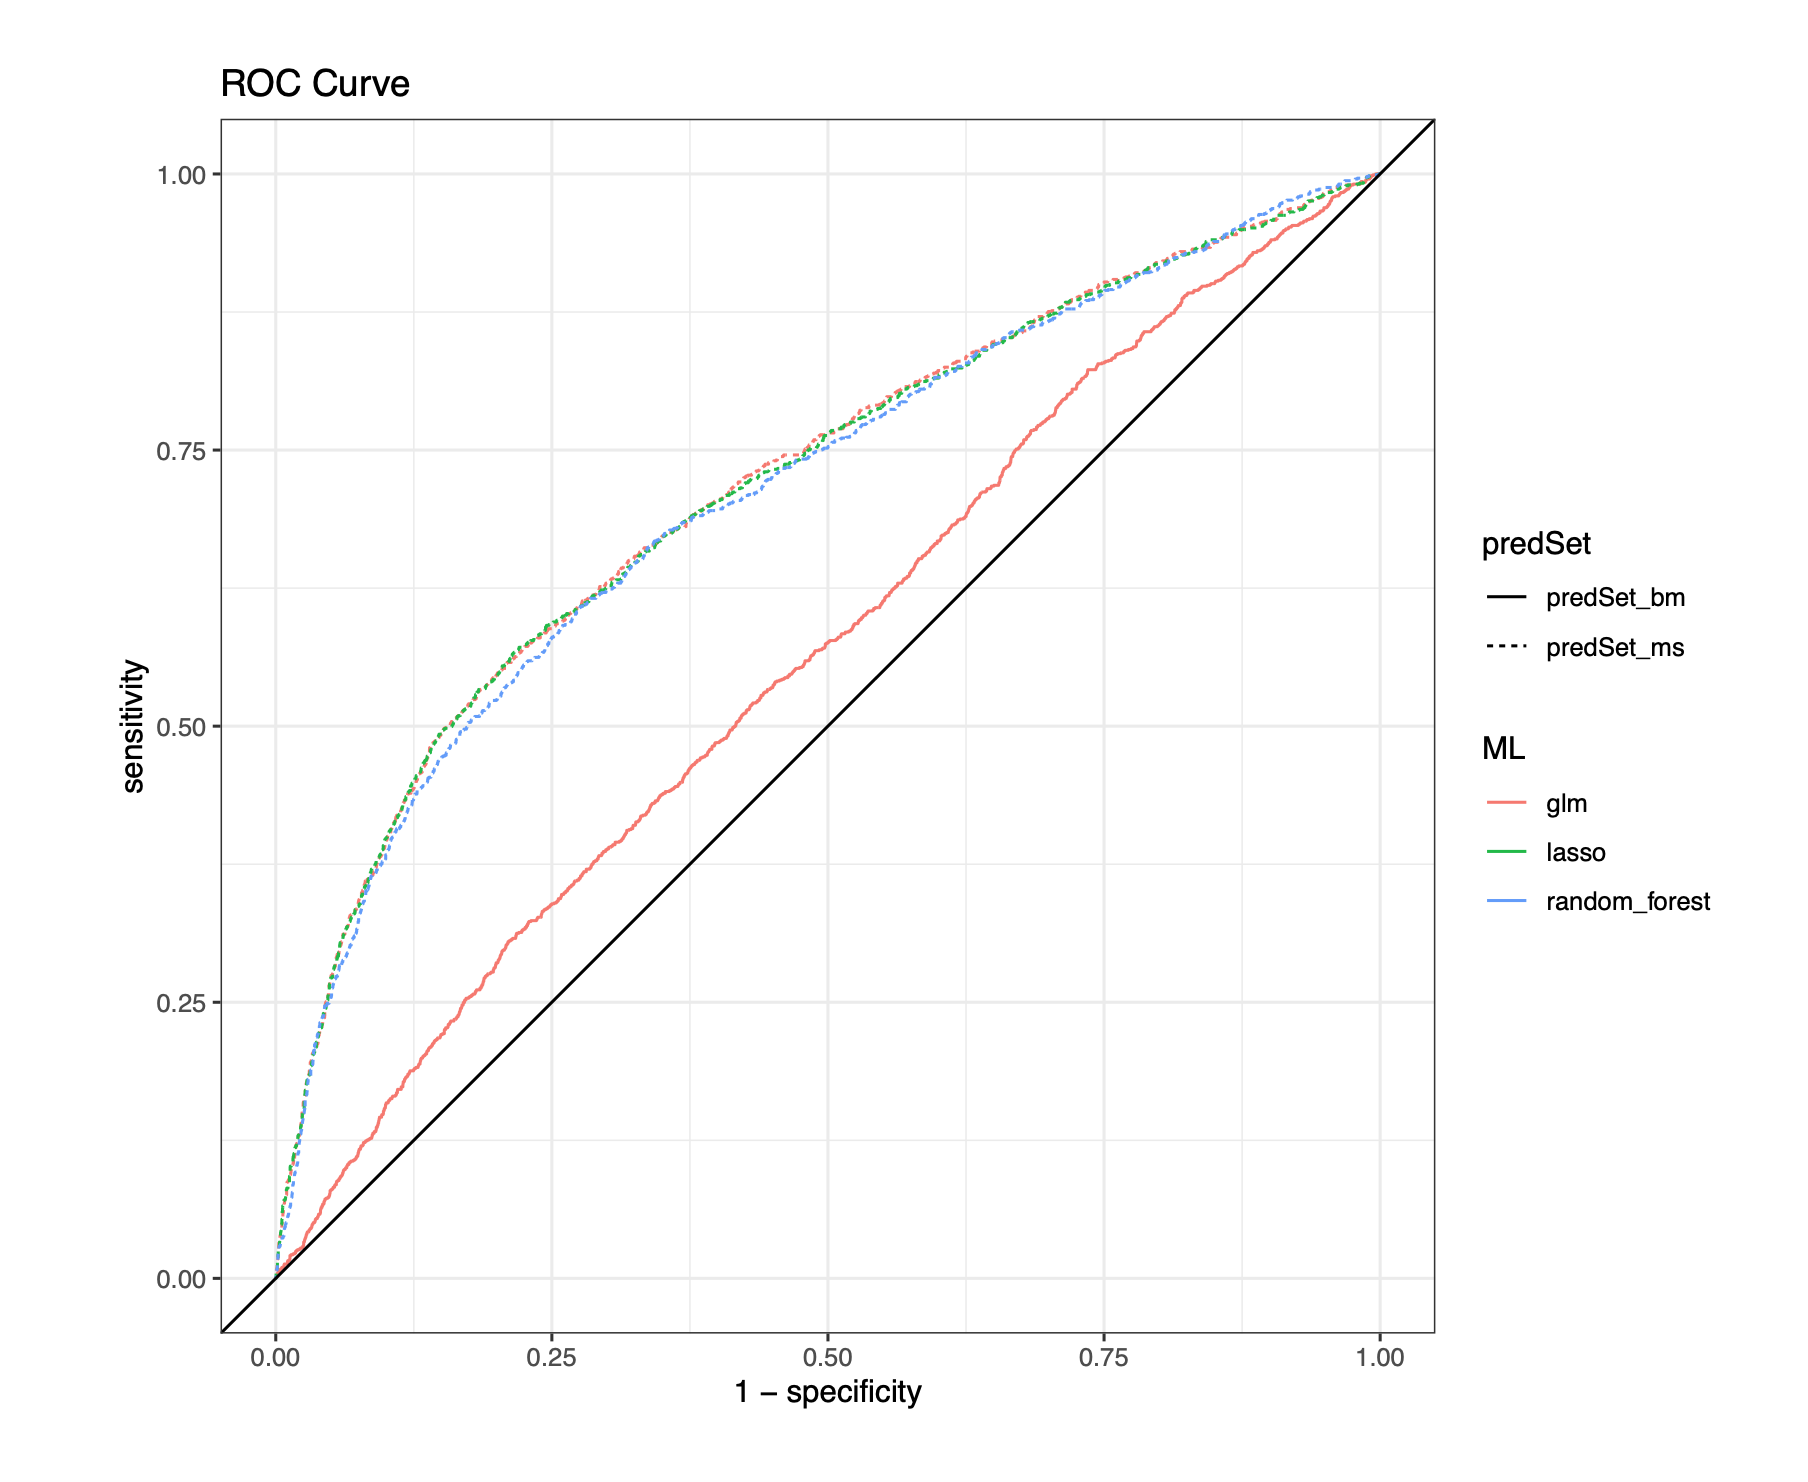 ROC Curve
1.00
0.75
0.50
0.25
0.00
sensitivity
0.00 0.25 0.50 0.75 1.00
1 – specificity
predSet
predSet_bm
predSet_ms
ML
glm
lasso
random_forest